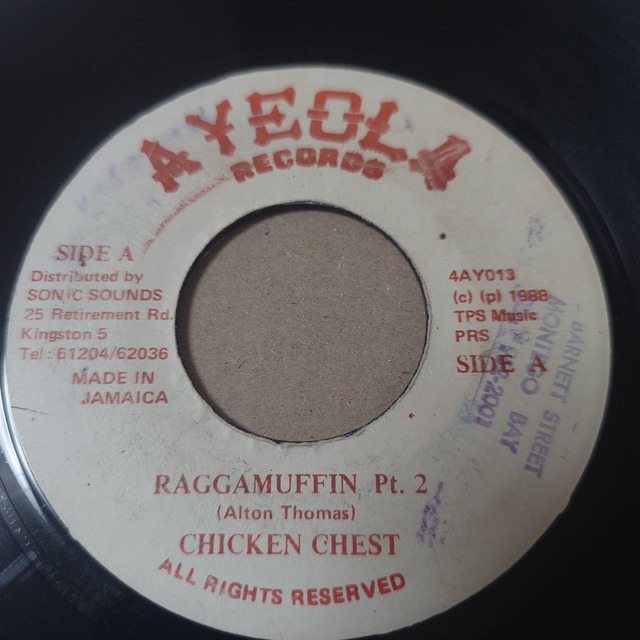 AYEOLA
RECORDS
SIDE A
Distributed by
SONIC SOUNDS
25 Retirement Rd.
Kingston 5
Tel: 61204/62036
MADE IN
JAMAICA
4AY013
(c) (p) 1988
TPS Music
PRS
SIDE A
BARNETT STREET
MONTEGO BAY
RAGGAMUFFIN Pt. 2
(Alton Thomas)
CHICKEN CHEST
ALL RIGHTS RESERVED